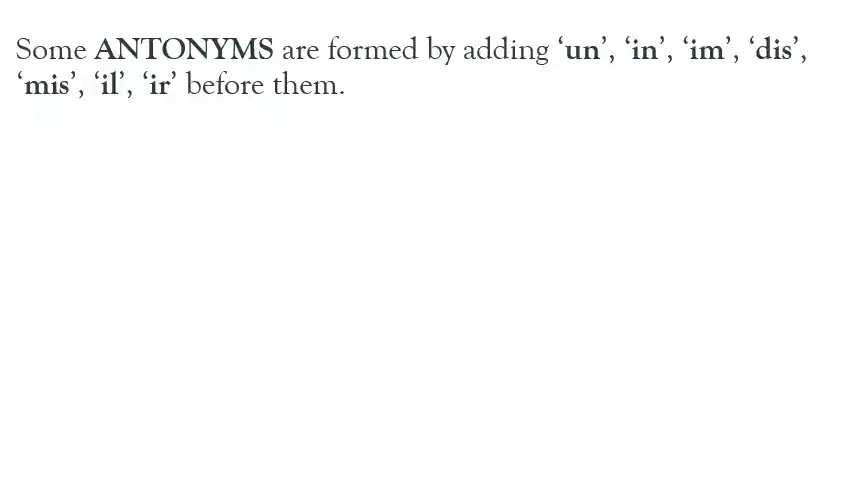 Some ANTONYMS are formed by adding ‘un’, ‘in’, ‘im’, ‘dis’,
‘mis’, ‘il’, ‘ir’ before them.